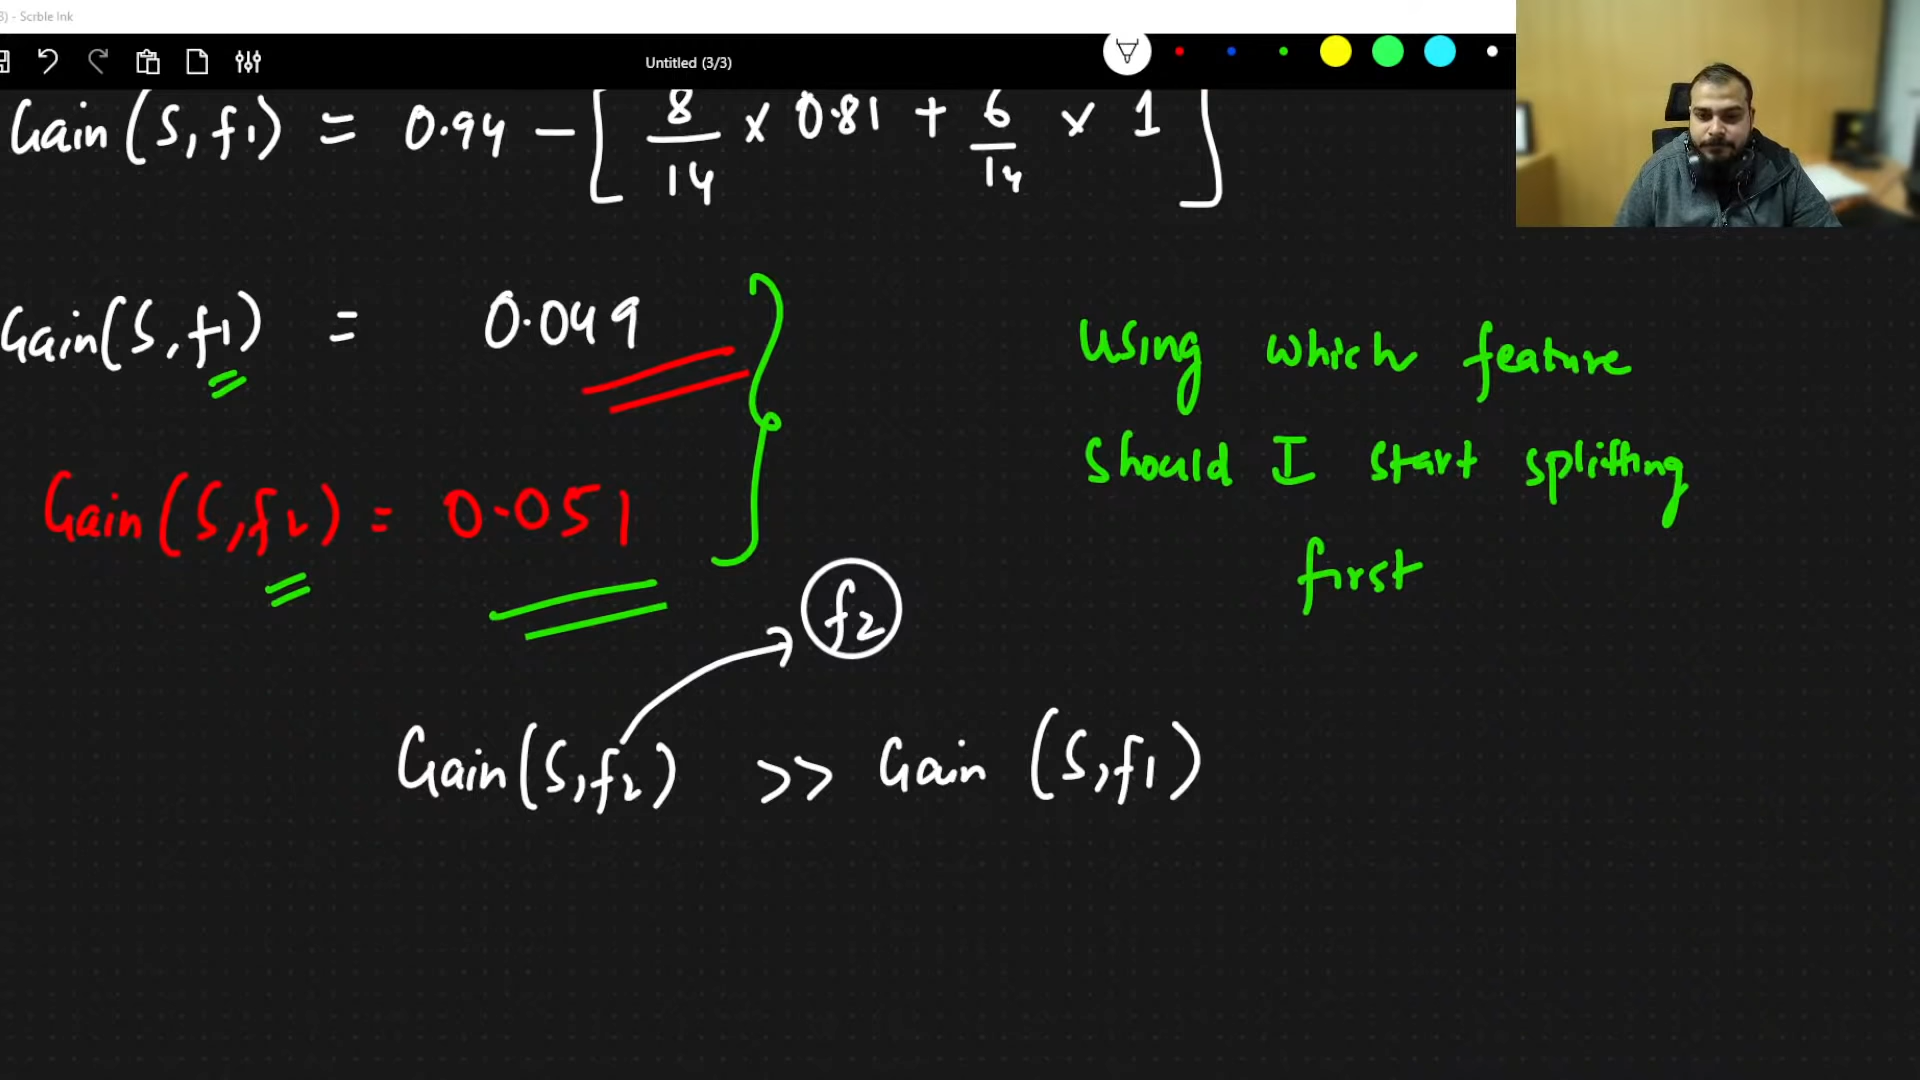 3) - Scrble Ink
Untitled (3/3)
Gain (S, f1) = 0.94 - [ 8/14 x 0.81 + 6/14 x 1 ]
Gain (S, f1) = 0.049
Using which feature
Should I start splitting
first
Gain (S, f2) = 0.051
f2
Gain (S, f2) >> Gain (S, f1)